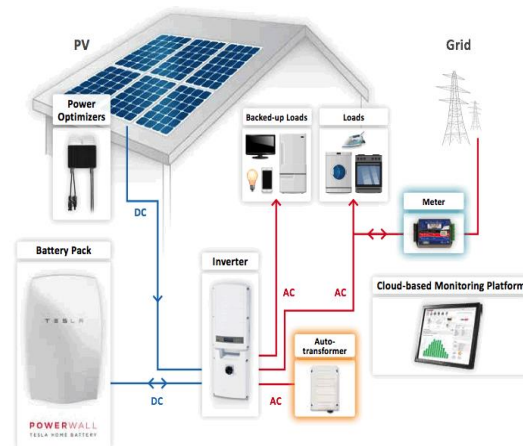 PV
Grid
Power
Optimizers
Backed-up Loads
Loads
DC
Meter
Battery Pack
Inverter
AC
AC
Cloud-based Monitoring Platform
TESLA
Auto-
transformer
DC
AC
POWERWALL
TESLA HOME BATTERY